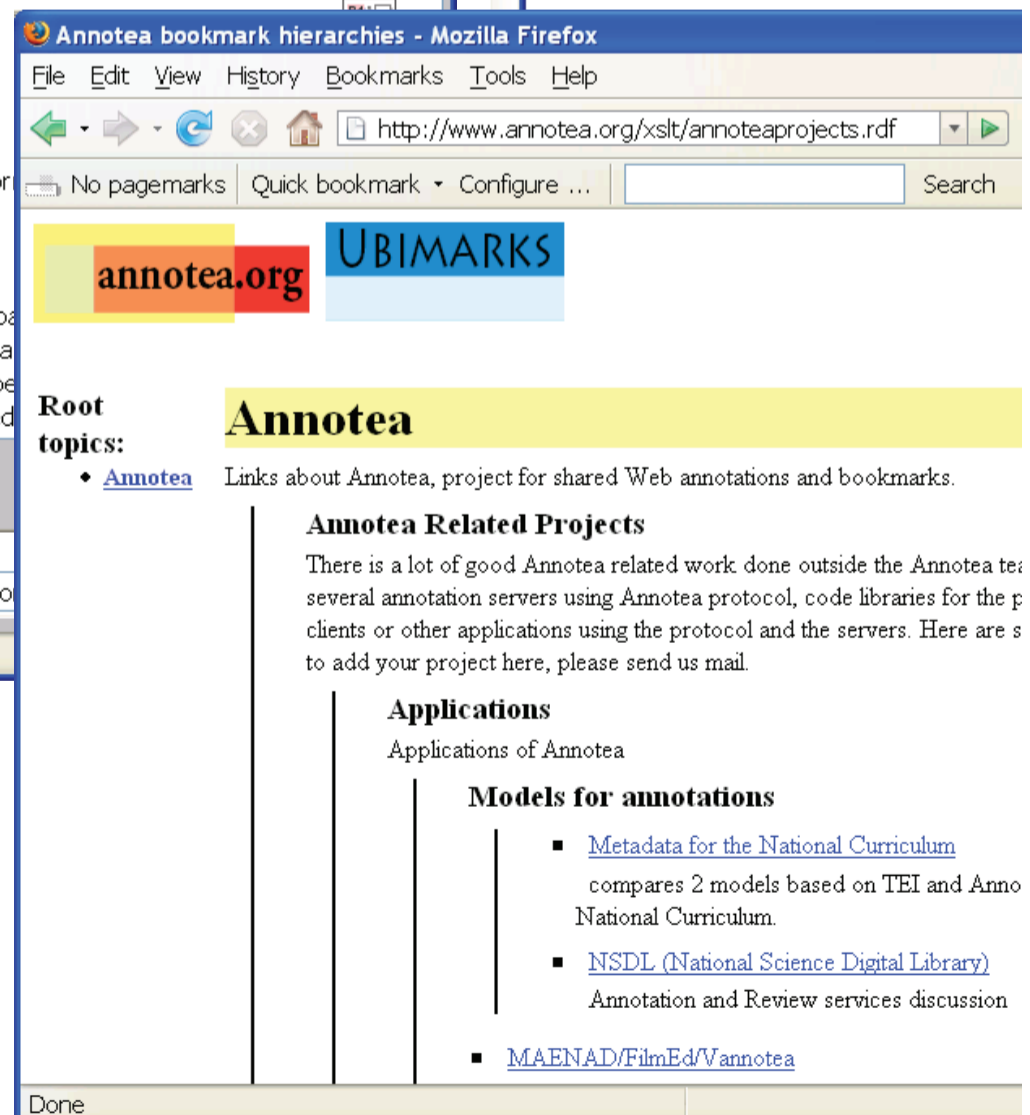 Annotea bookmark hierarchies - Mozilla Firefox
File Edit View History Bookmarks Tools Help
http://www.annotea.org/xslt/annoteaprojects.rdf
No pagemarks Quick bookmark Configure ... Search
annotea.org
UBIMARKS
Root
topics:
Annotea
Annotea
Links about Annotea, project for shared Web annotations and bookmarks.
Annotea Related Projects
There is a lot of good Annotea related work done outside the Annotea
several annotation servers using Annotea protocol, code libraries for the
clients or other applications using the protocol and the servers. Here are
to add your project here, please send us mail.
Applications
Applications of Annotea
Models for annotations
Metadata for the National Curriculum
compares 2 models based on TEI and Anno
National Curriculum.
NSDL (National Science Digital Library)
Annotation and Review services discussion
MAENAD/FilmEd/Vannotea
Done